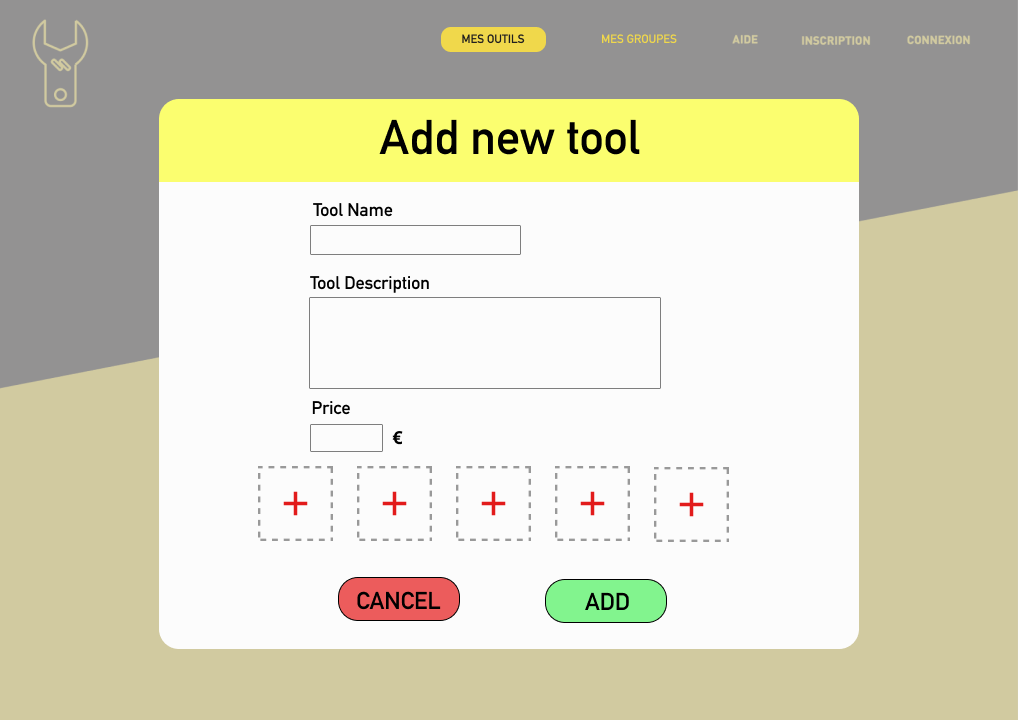 MES OUTILS
MES GROUPES
AIDE
INSCRIPTION
CONNEXION
Add new tool
Tool Name
Tool Description
Price
€
+ + + + +
CANCEL
ADD